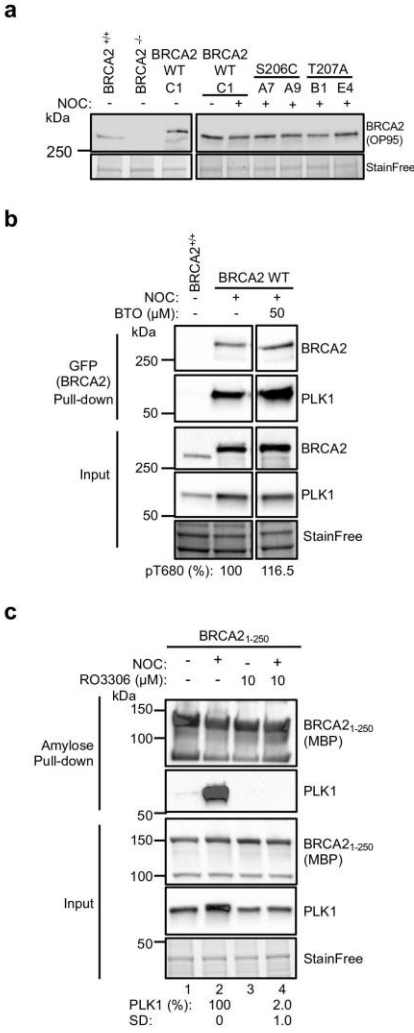 a
BRCA2 +/+
BRCA2 -/-
BRCA2 WT C1
BRCA2 WT C1
S206C T207A
A7 A9 B1 E4
NOC: - - - - + + + + +
kDa
250
BRCA2 (OP95)
StainFree
b
BRCA2+/+
BRCA2 WT
NOC: - + +
BTO (µM): - - 50
kDa
GFP (BRCA2) Pull-down
250
BRCA2
50
PLK1
Input
250
BRCA2
50
PLK1
StainFree
pT680 (%): 100 116.5
c
BRCA21-250
NOC: - + - +
RO3306 (µM): - - 10 10
kDa
Amylose Pull-down
150
100
BRCA21-250 (MBP)
50
PLK1
Input
150
100
BRCA21-250 (MBP)
PLK1
50
StainFree
1 2 3 4
PLK1 (%): 100 2.0
SD: 0 1.0